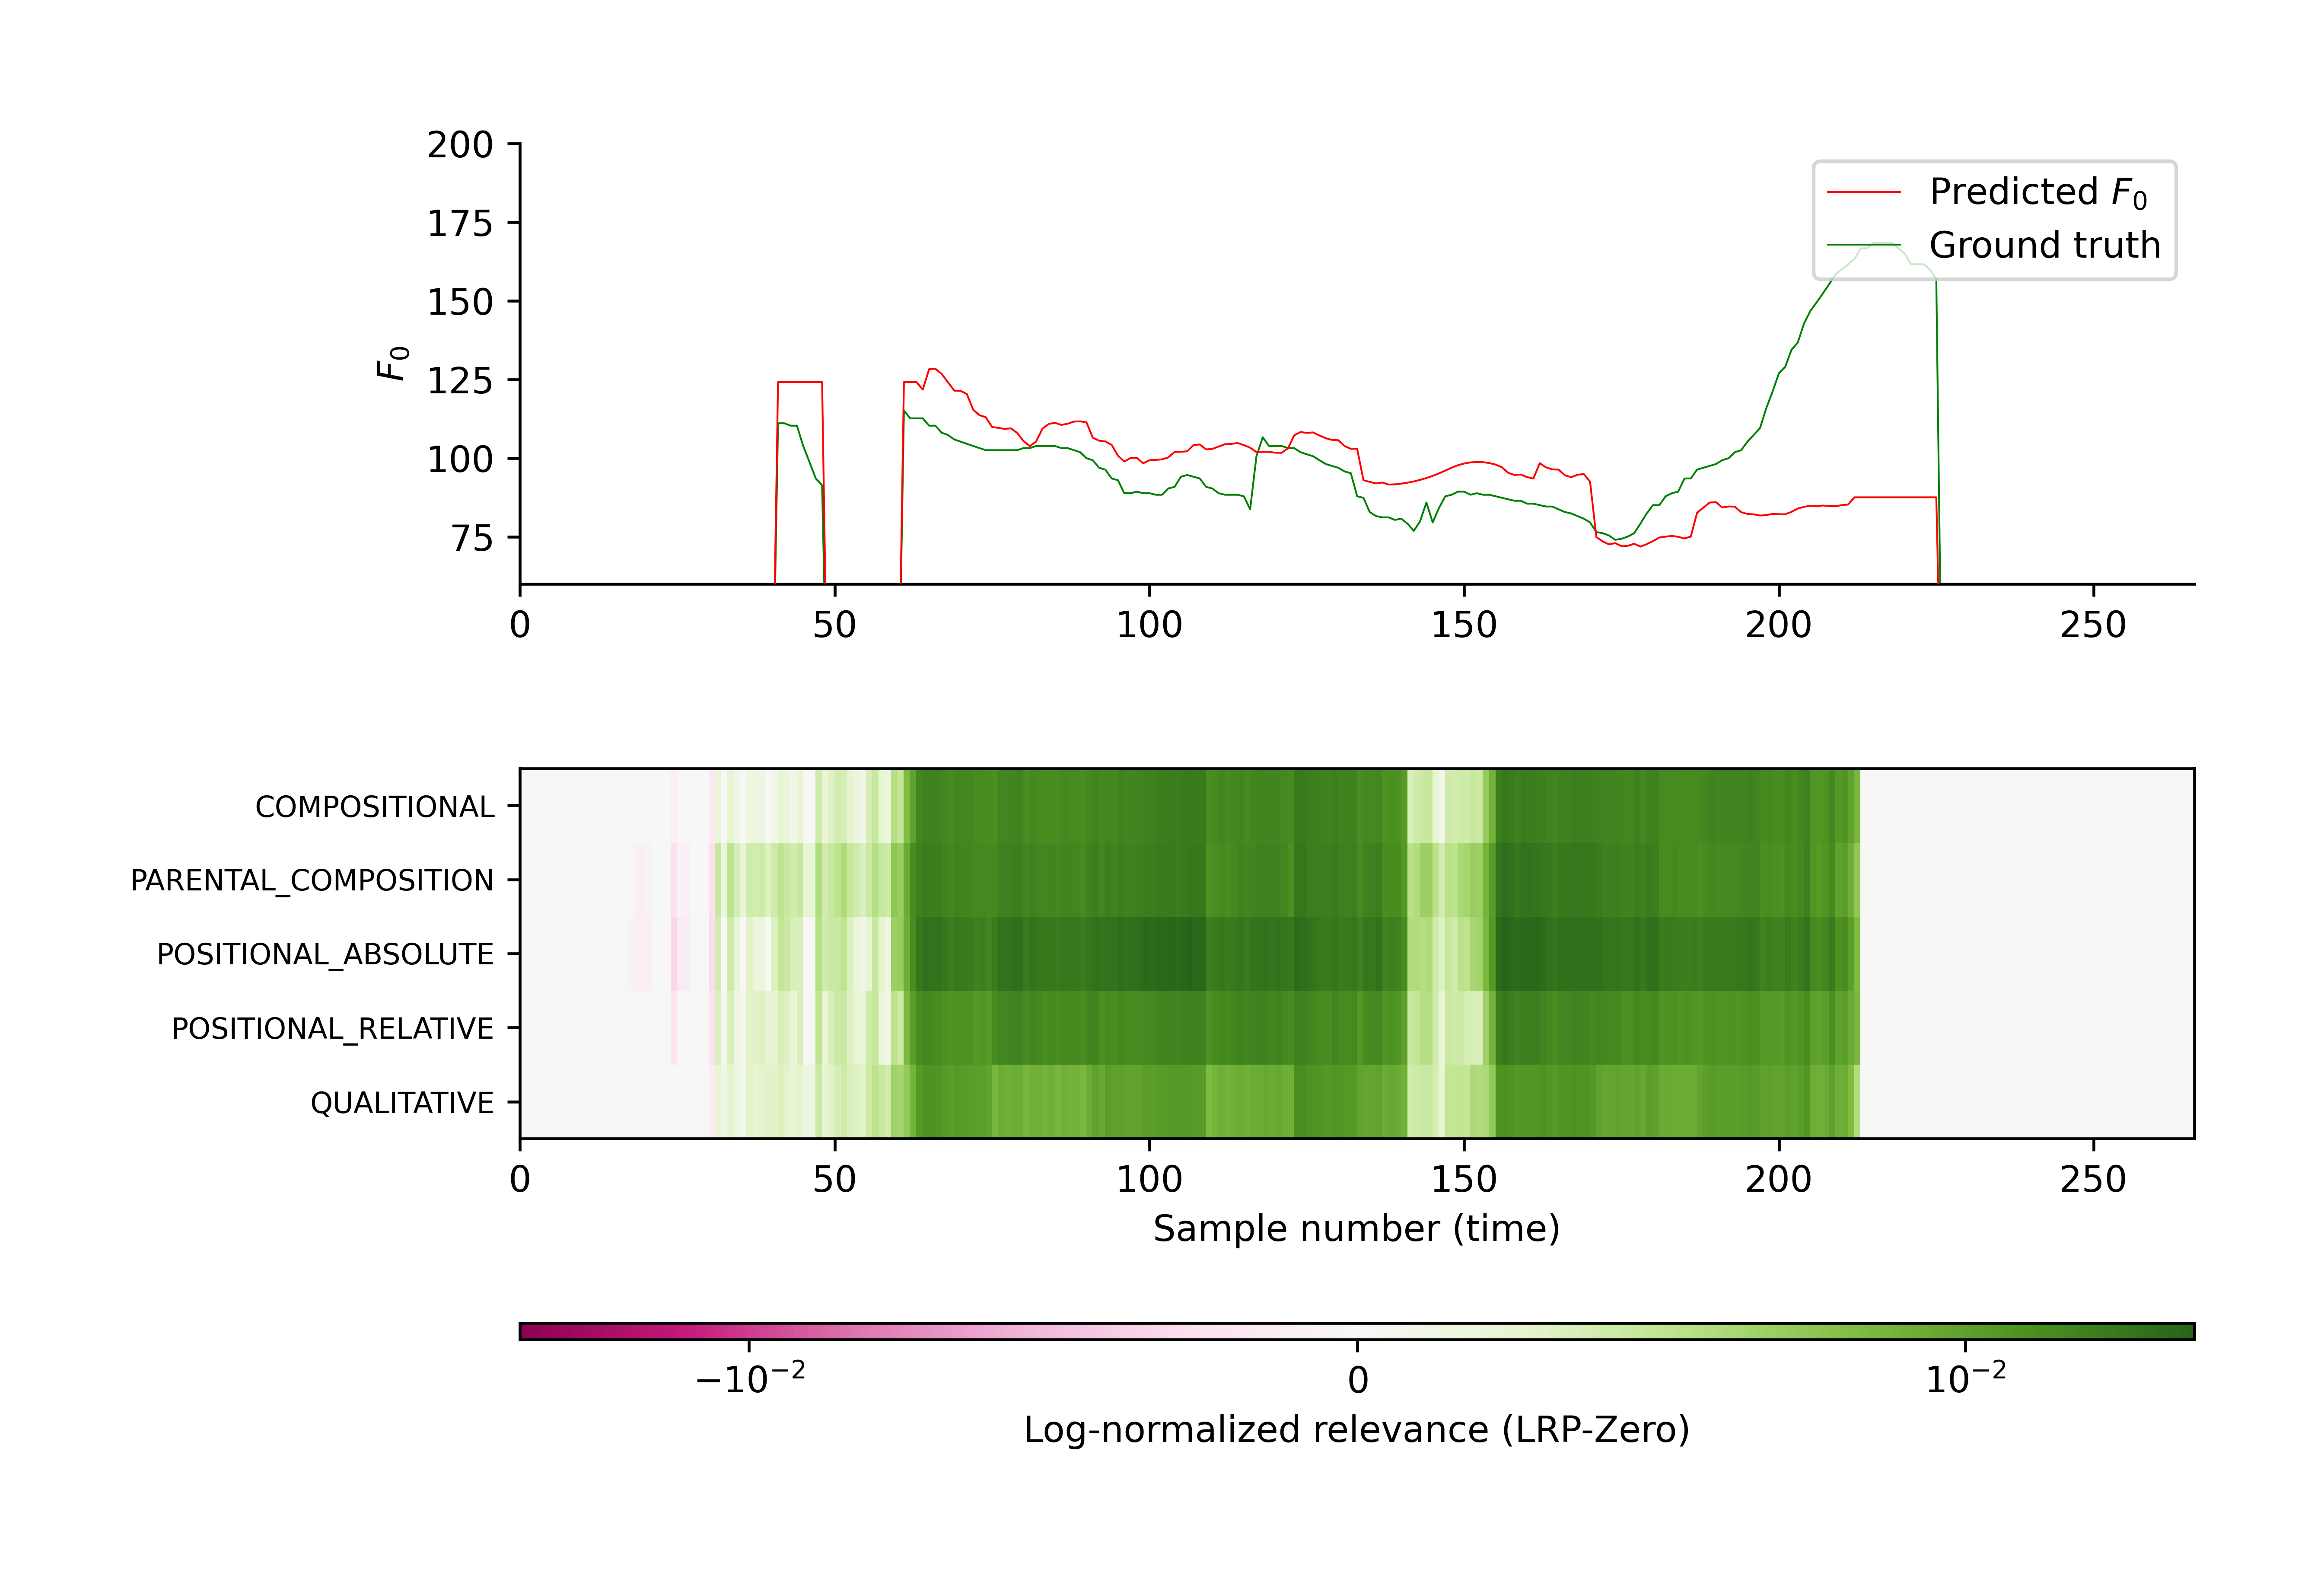 200
175
150
125
100
75
F₀
Predicted F₀
Ground truth
0 50 100 150 200 250
COMPOSITIONAL
PARENTAL_COMPOSITION
POSITIONAL_ABSOLUTE
POSITIONAL_RELATIVE
QUALITATIVE
0 50 100 150 200 250
Sample number (time)
−10⁻² 0 10⁻²
Log-normalized relevance (LRP-Zero)